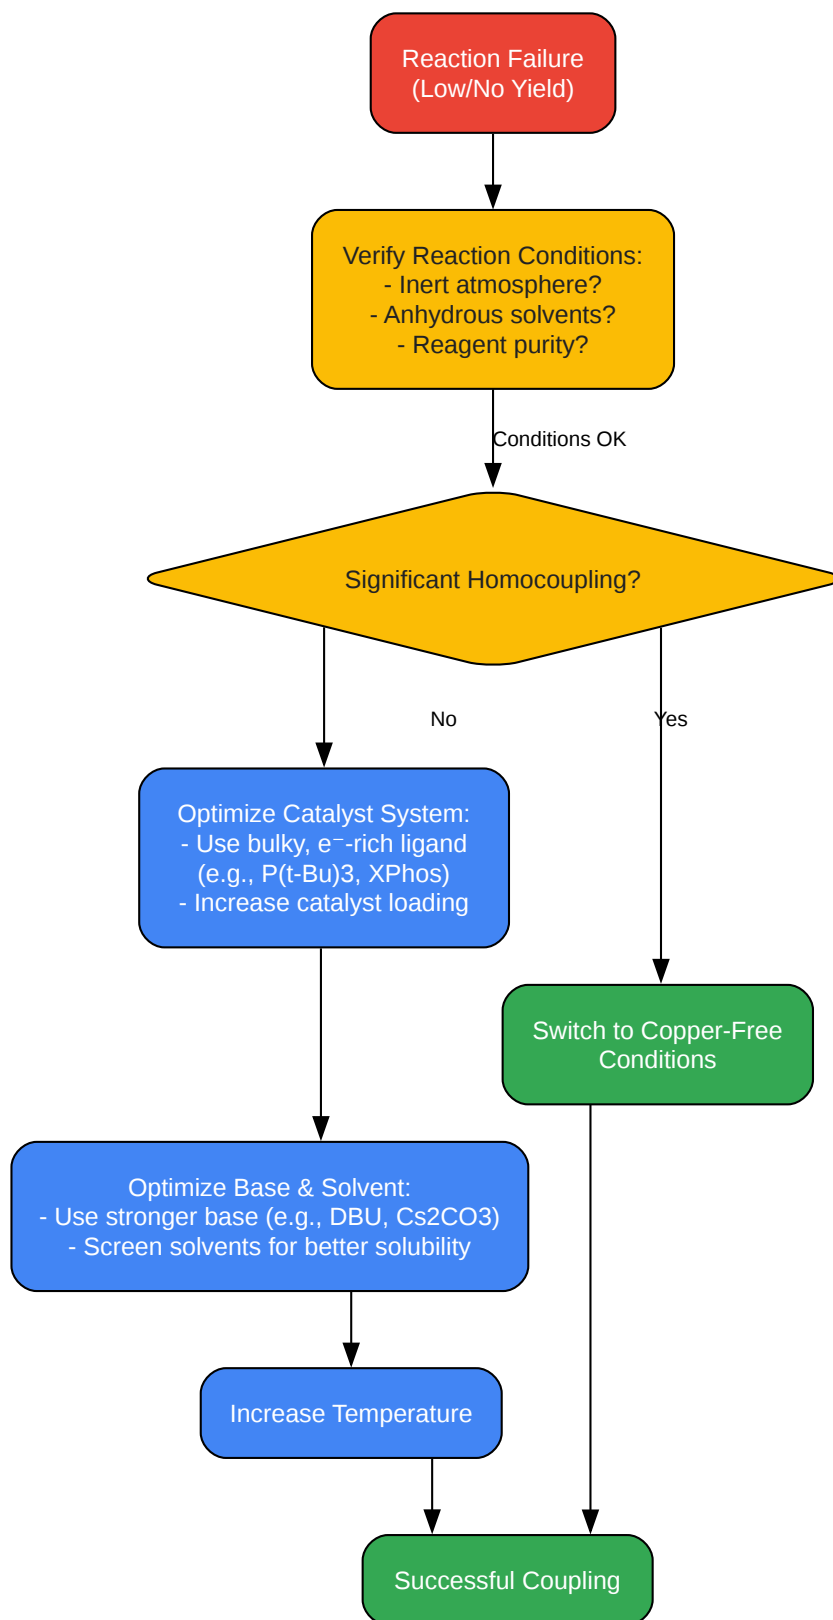 Reaction Failure
(Low/No Yield)
Verify Reaction Conditions:
- Inert atmosphere?
- Anhydrous solvents?
- Reagent purity?
Conditions OK
Significant Homocoupling?
No
Yes
Optimize Catalyst System:
- Use bulky, e⁻-rich ligand
(e.g., P(t-Bu)3, XPhos)
- Increase catalyst loading
Switch to Copper-Free
Conditions
Optimize Base & Solvent:
- Use stronger base (e.g., DBU, Cs2CO3)
- Screen solvents for better solubility
Increase Temperature
Successful Coupling